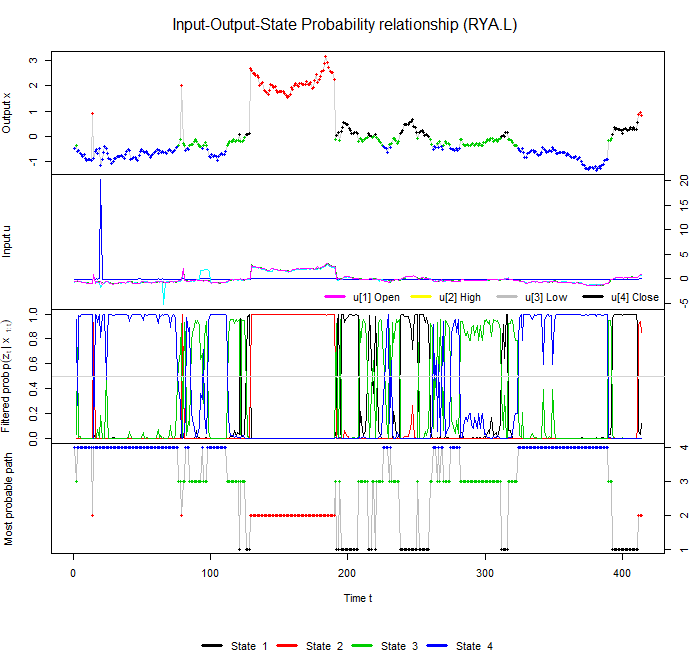 Input-Output-State Probability relationship (RYA.L)
Output x
3
2
1
0
-1
Input u
20
15
10
5
0
-5
u[1] Open u[2] High u[3] Low u[4] Close
Filtered prob p(z_t | x_1:t)
1.0
0.8
0.6
0.4
0.2
0.0
Most probable path
4
3
2
1
0 100 200 300 400
Time t
State 1 State 2 State 3 State 4